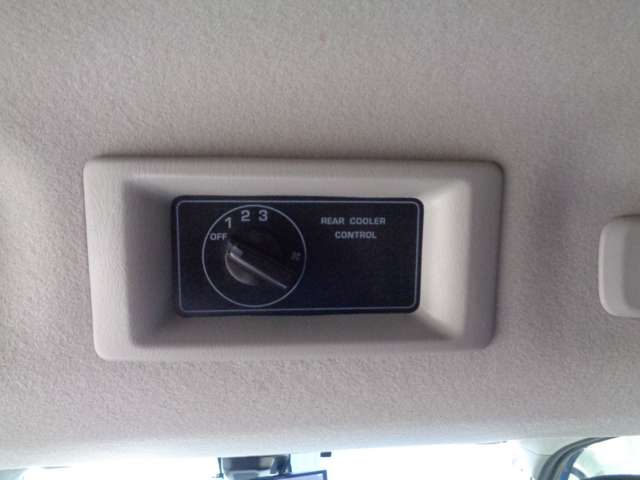 OFF 1 2 3
REAR COOLER
CONTROL